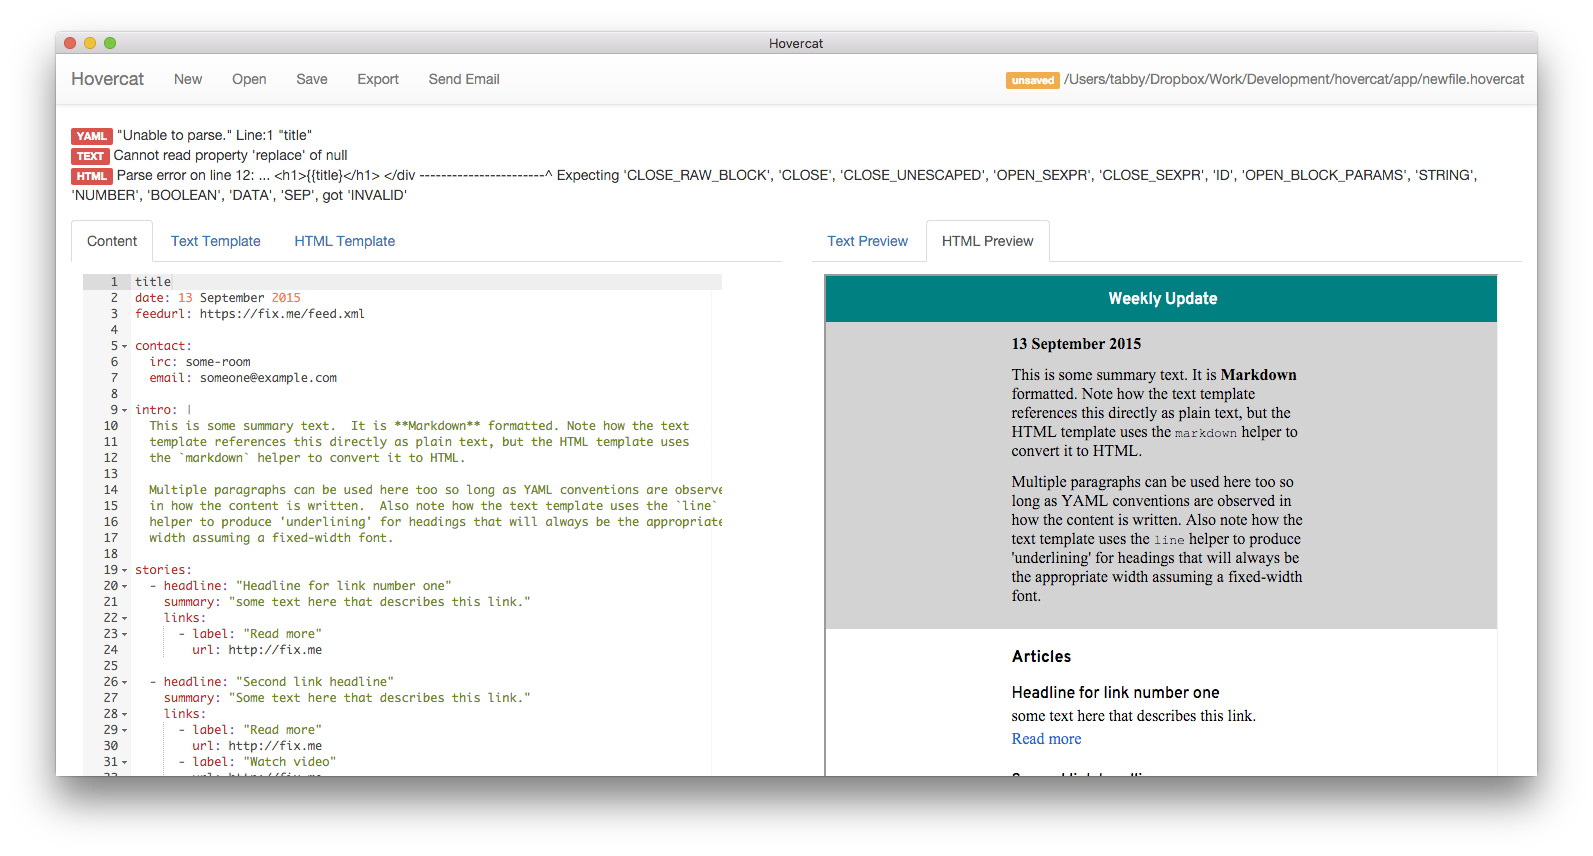 Hovercat
Hovercat New Open Save Export Send Email unsaved /Users/tabby/Dropbox/Work/Development/hovercat/app/newfile.hovercat
YAML "Unable to parse." Line:1 "title"
TEXT Cannot read property 'replace' of null
HTML Parse error on line 12: ... <h1>{{title}</h1> </div -----------------------^ Expecting 'CLOSE_RAW_BLOCK', 'CLOSE', 'CLOSE_UNESCAPED', 'OPEN_SEXPR', 'CLOSE_SEXPR', 'ID', 'OPEN_BLOCK_PARAMS', 'STRING',
'NUMBER', 'BOOLEAN', 'DATA', 'SEP', got 'INVALID'
Content Text Template HTML Template
1 title
2 date: 13 September 2015
3 feedurl: https://fix.me/feed.xml
4
5 contact:
6 irc: some-room
7 email: someone@example.com
8
9 intro: |
10 This is some summary text.  It is **Markdown** formatted. Note how the text
11 template references this directly as plain text, but the HTML template uses
12 the `markdown` helper to convert it to HTML.
13
14 Multiple paragraphs can be used here too so long as YAML conventions are observe
15 in how the content is written.  Also note how the text template uses the `line`
16 helper to produce 'underlining' for headings that will always be the appropriate
17 width assuming a fixed-width font.
18
19 stories:
20 - headline: "Headline for link number one"
21 summary: "some text here that describes this link."
22 links:
23 - label: "Read more"
24 url: http://fix.me
25
26 - headline: "Second link headline"
27 summary: "Some text here that describes this link."
28 links:
29 - label: "Read more"
30 url: http://fix.me
31 - label: "Watch video"
Text Preview HTML Preview
Weekly Update
13 September 2015
This is some summary text. It is Markdown
formatted. Note how the text template
references this directly as plain text, but the
HTML template uses the markdown helper to
convert it to HTML.
Multiple paragraphs can be used here too so
long as YAML conventions are observed in
how the content is written. Also note how the
text template uses the line helper to produce
'underlining' for headings that will always be
the appropriate width assuming a fixed-width
font.
Articles
Headline for link number one
some text here that describes this link.
Read more